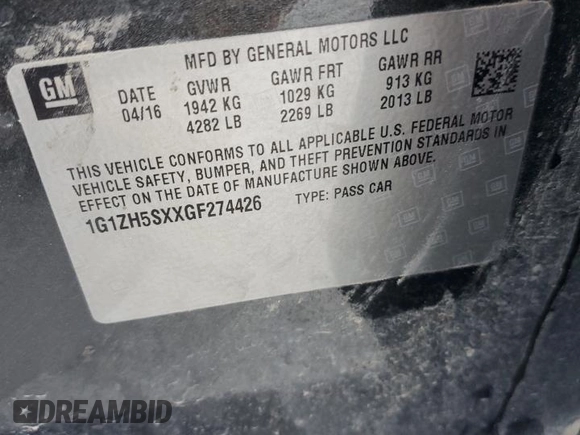 MFD BY GENERAL MOTORS LLC
GM
DATE GVWR GAWR FRT GAWR RR
04/16 1942 KG 1029 KG 913 KG
4282 LB 2269 LB 2013 LB
THIS VEHICLE CONFORMS TO ALL APPLICABLE U.S. FEDERAL MOTOR
VEHICLE SAFETY, BUMPER, AND THEFT PREVENTION STANDARDS IN
EFFECT ON THE DATE OF MANUFACTURE SHOWN ABOVE.
1G1ZH5SXXGF274426 TYPE: PASS CAR
DREAMBID